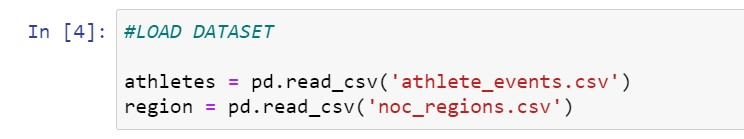 In [4]: #LOAD DATASET
athletes = pd.read_csv('athlete_events.csv')
region = pd.read_csv('noc_regions.csv')